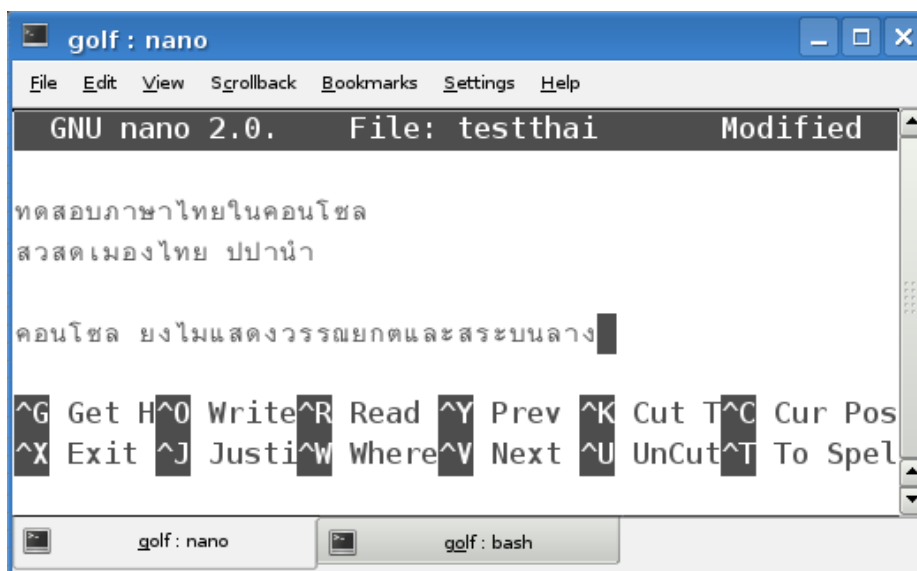 golf : nano
File Edit View Scrollback Bookmarks Settings Help
GNU nano 2.0. File: testthai Modified
ทดสอบภาษาไทยในคอนโซล
สวสดเมองไทย ปปานำ
คอนโซล ยงไมแสดงวรรณยกตและสระบนลาง
^G Get H^O Write^R Read ^Y Prev ^K Cut T^C Cur Pos
^X Exit ^J Justi^W Where^V Next ^U UnCut^T To Spel
golf : nano golf : bash